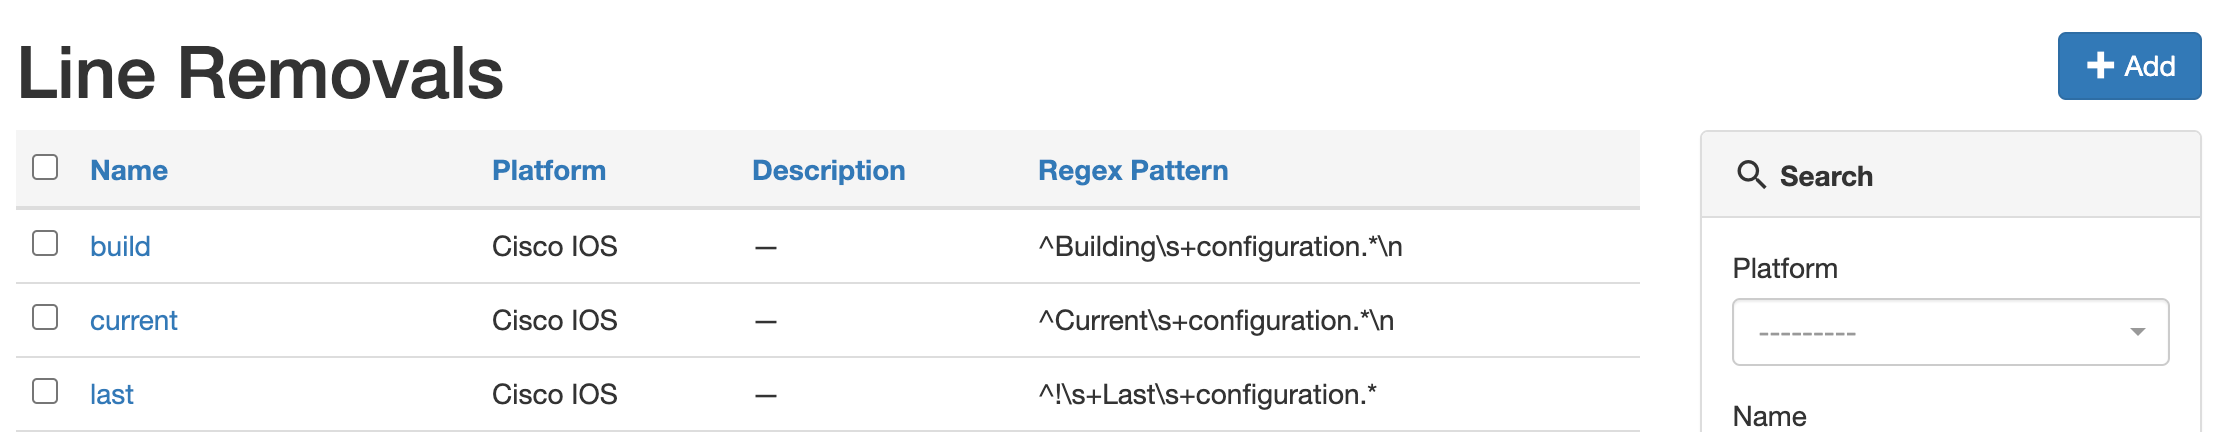 Line Removals
Add
Name Platform Description Regex Pattern
build Cisco IOS — ^Building\s+configuration.*\n
current Cisco IOS — ^Current\s+configuration.*\n
last Cisco IOS — ^!\s+Last\s+configuration.*
Search
Platform
---------
Name